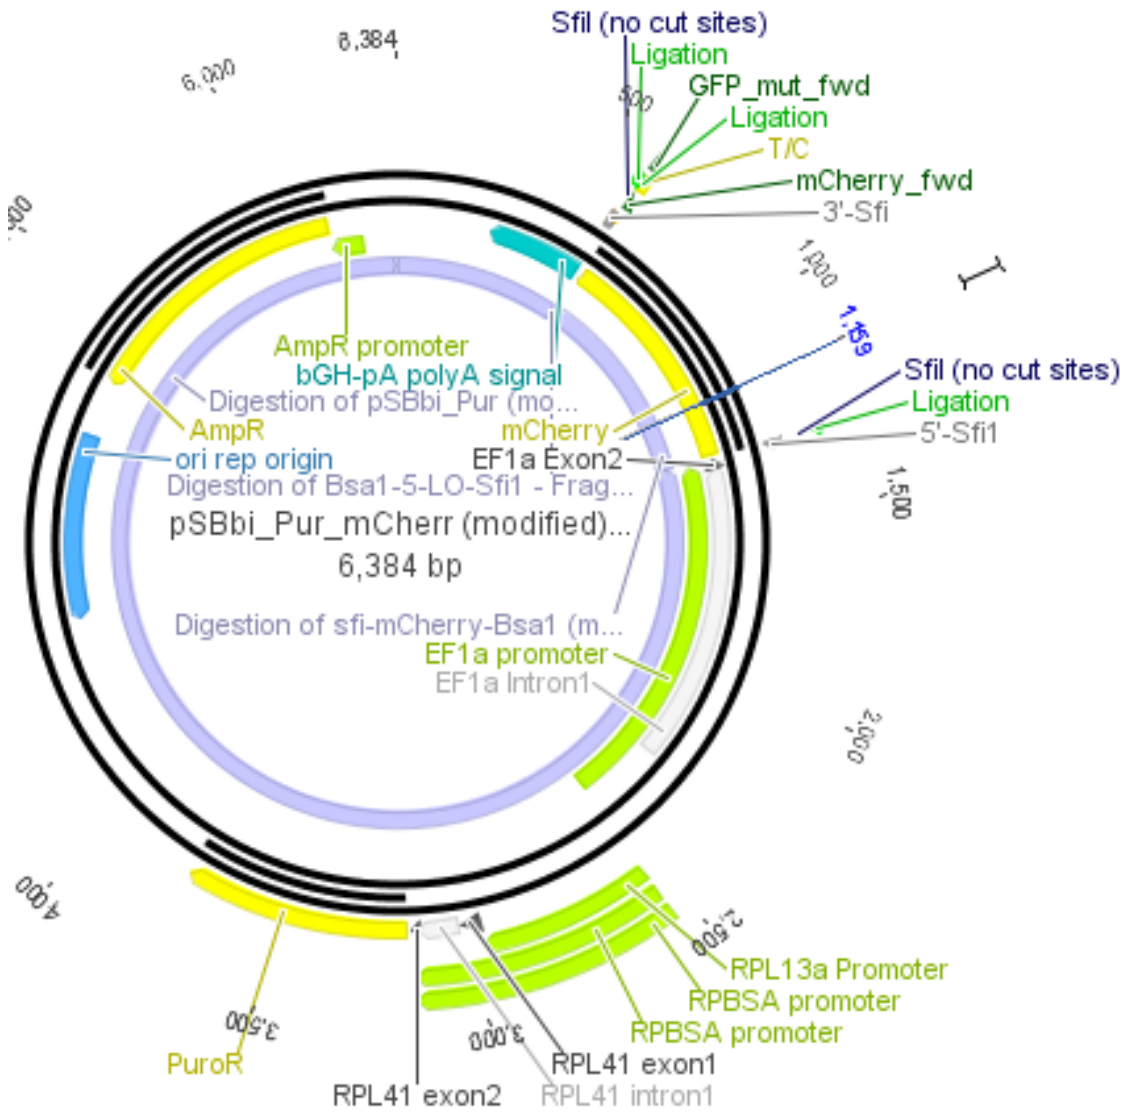 SfiI (no cut sites)
6,384
Ligation
6,000
GFP_mut_fwd
500
Ligation
T/C
mCherry_fwd
3'-Sfi
1,000
1,159
AmpR promoter
bGH-pA polyA signal
SfiI (no cut sites)
Digestion of pSBbi_Pur (mo...
Ligation
AmpR
mCherry
5'-Sfi1
ori rep origin
EF1a Exon2
Digestion of Bsa1-5-LO-Sfi1 - Frag...
1,500
pSBbi_Pur_mCherr (modified)...
6,384 bp
Digestion of sfi-mCherry-Bsa1 (m...
EF1a promoter
EF1a Intron1
2,000
4,000
2,500
RPL13a Promoter
RPBSA promoter
3,500
3,000
RPBSA promoter
PuroR
RPL41 exon1
RPL41 exon2
RPL41 intron1